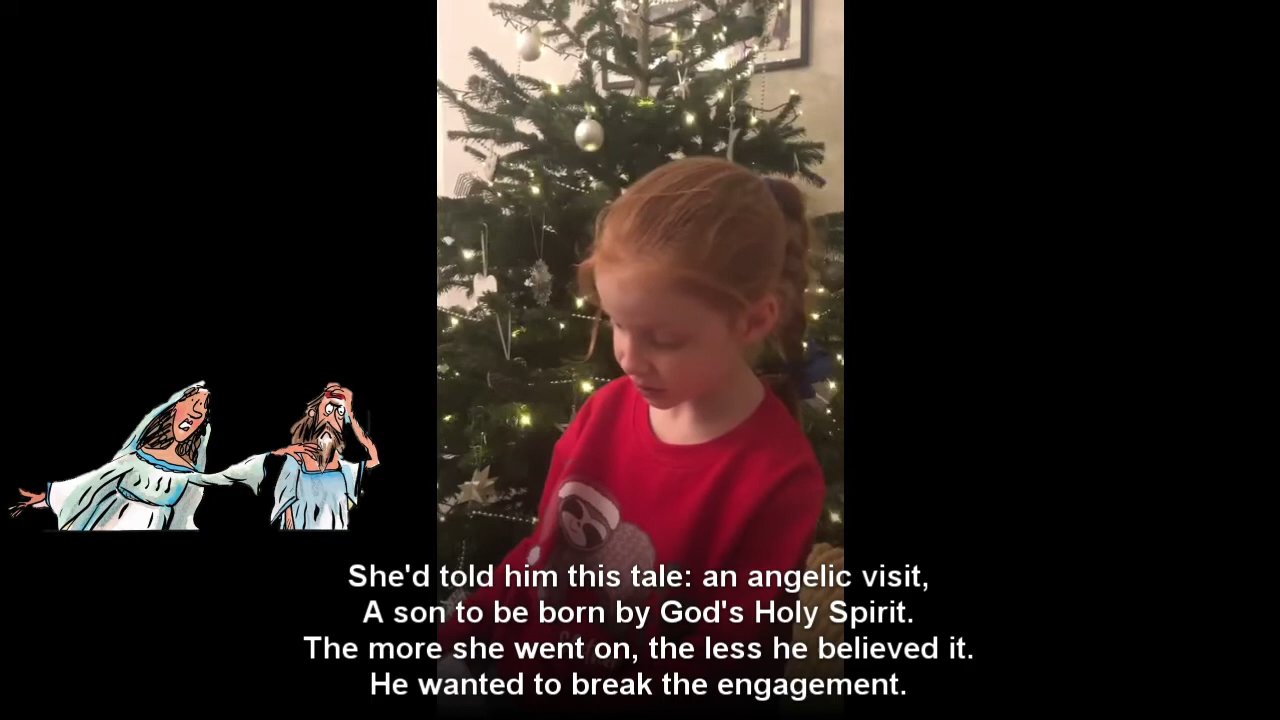 She'd told him this tale: an angelic visit,
A son to be born by God's Holy Spirit.
The more she went on, the less he believed it.
He wanted to break the engagement.